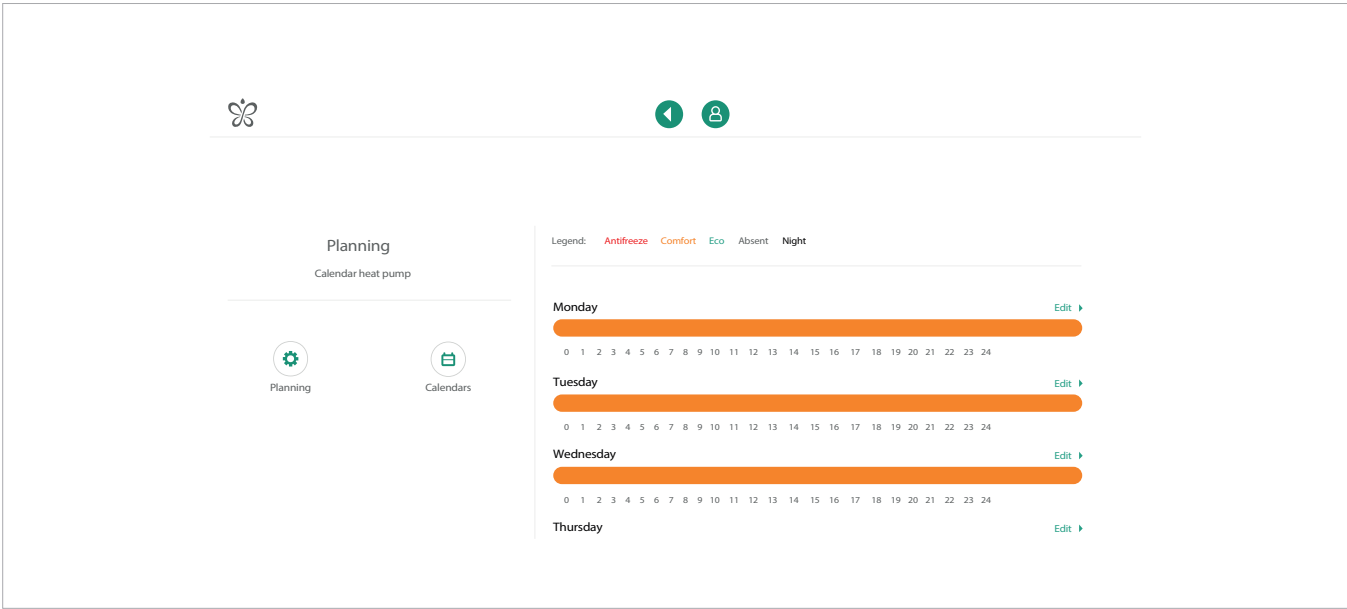 Planning
Calendar heat pump
Planning
Calendars
Legend: Antifreeze Comfort Eco Absent Night
Monday Edit
0 1 2 3 4 5 6 7 8 9 10 11 12 13 14 15 16 17 18 19 20 21 22 23 24
Tuesday Edit
0 1 2 3 4 5 6 7 8 9 10 11 12 13 14 15 16 17 18 19 20 21 22 23 24
Wednesday Edit
0 1 2 3 4 5 6 7 8 9 10 11 12 13 14 15 16 17 18 19 20 21 22 23 24
Thursday Edit